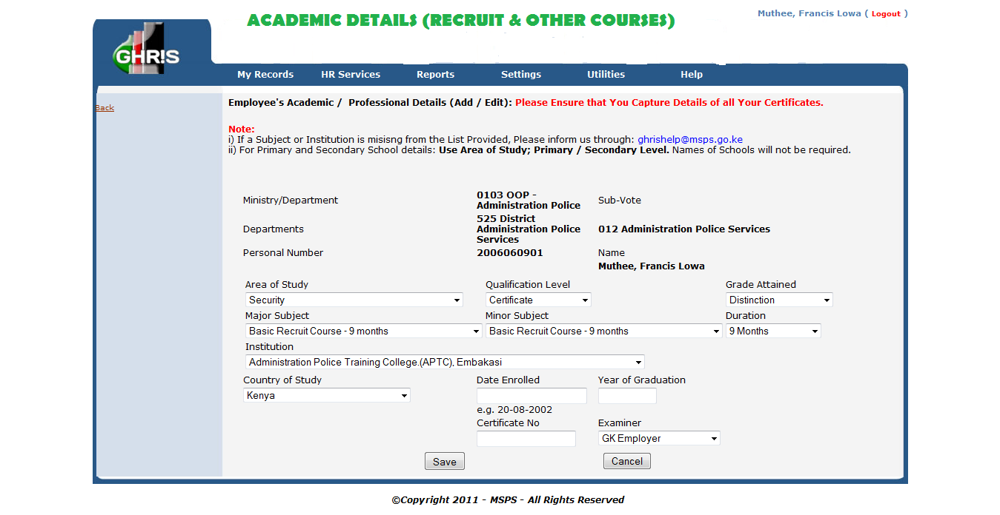 ACADEMIC DETAILS (RECRUIT & OTHER COURSES)
Muthee, Francis Lowa ( Logout )
GHR!S
My Records HR Services Reports Settings Utilities Help
Back
Employee's Academic / Professional Details (Add / Edit): Please Ensure that You Capture Details of all Your Certificates.
Note:
i) If a Subject or Institution is misisng from the List Provided, Please inform us through: ghrishelp@msps.go.ke
ii) For Primary and Secondary School details: Use Area of Study; Primary / Secondary Level. Names of Schools will not be required.
Ministry/Department 0103 OOP - Administration Police Sub-Vote
Departments 525 District Administration Police Services 012 Administration Police Services
Personal Number 2006060901 Name
Muthee, Francis Lowa
Area of Study Qualification Level Grade Attained
Security Certificate Distinction
Major Subject Minor Subject Duration
Basic Recruit Course - 9 months Basic Recruit Course - 9 months 9 Months
Institution
Administration Police Training College.(APTC), Embakasi
Country of Study Date Enrolled Year of Graduation
Kenya
e.g. 20-08-2002
Certificate No Examiner
GK Employer
Save Cancel
©Copyright 2011 - MSPS - All Rights Reserved